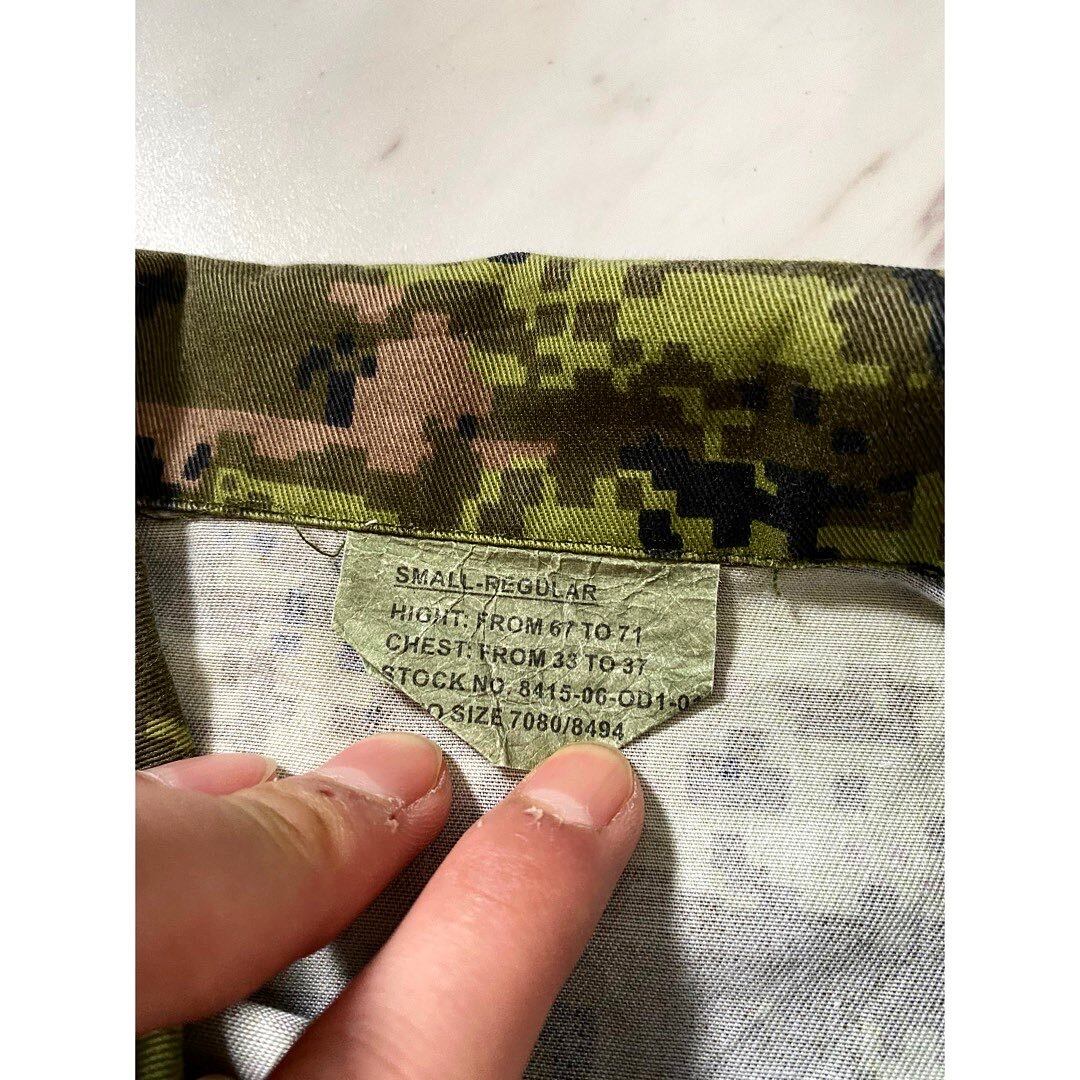 SMALL-REGULAR
HIGHT: FROM 67 TO 71
CHEST: FROM 33 TO 37
STOCK NO. 8415-06-OD1-01
SIZE 7080/8494